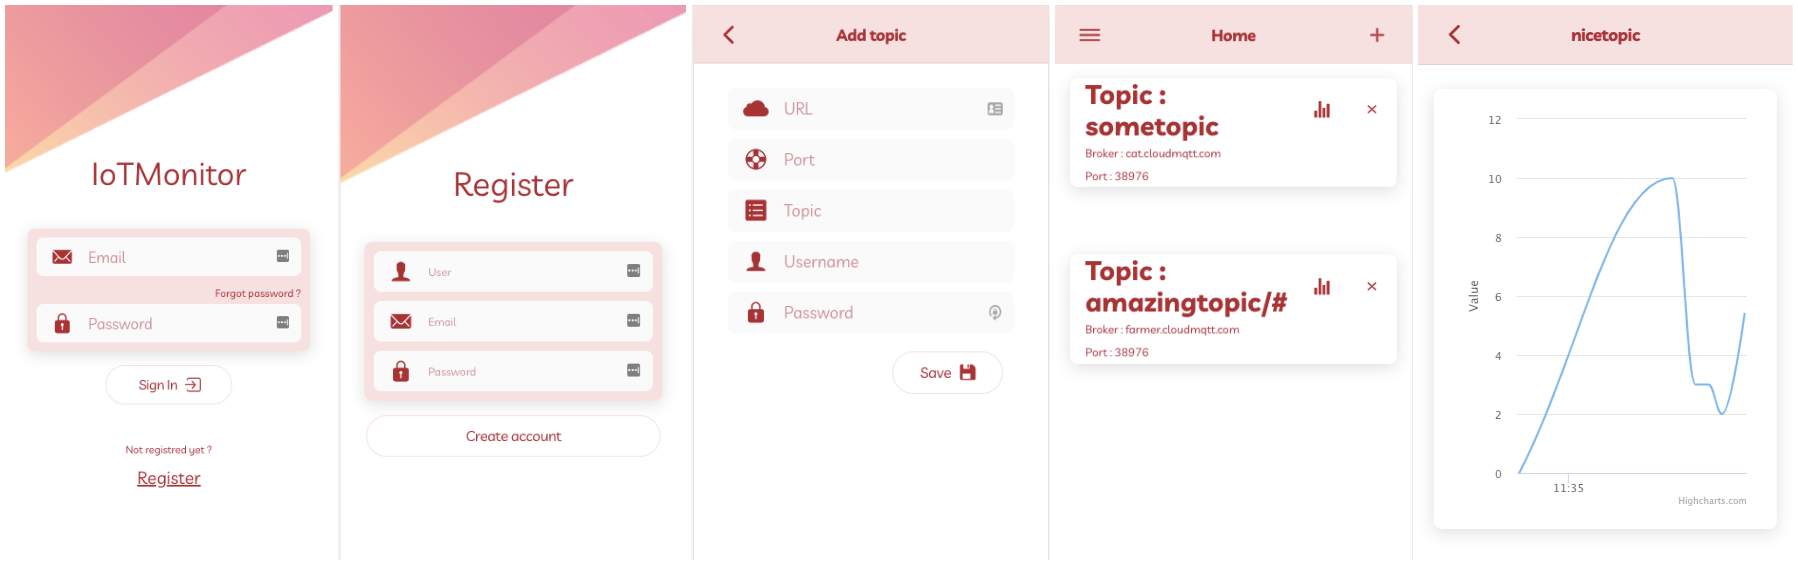 IoTMonitor
Email
Forgot password ?
Password
Sign In
Not registred yet ?
Register
Register
User
Email
Password
Create account
Add topic
URL
Port
Topic
Username
Password
Save
Home
Topic :
sometopic
Broker : cat.cloudmqtt.com
Port : 38976
Topic :
amazingtopic/#
Broker : farmer.cloudmqtt.com
Port : 38976
nicetopic
12
10
8
6
4
2
0
Value
11:35
Highcharts.com